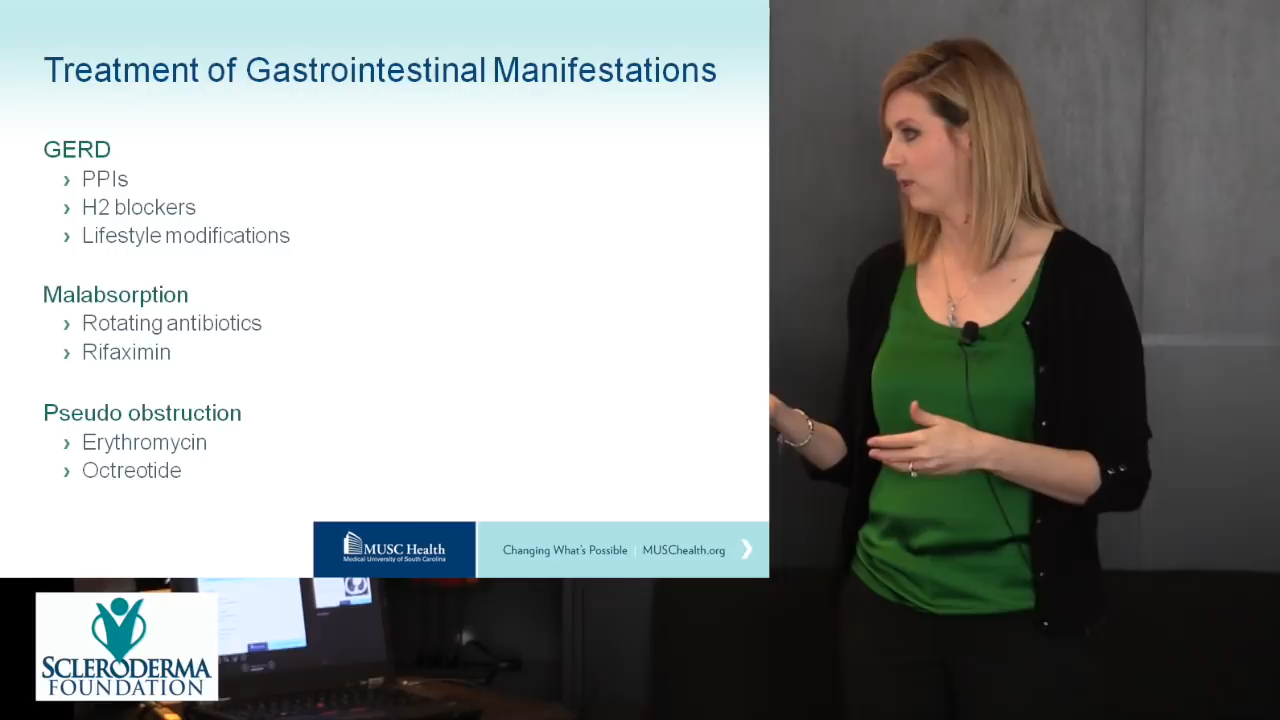 Treatment of Gastrointestinal Manifestations
GERD
› PPIs
› H2 blockers
› Lifestyle modifications
Malabsorption
› Rotating antibiotics
› Rifaximin
Pseudo obstruction
› Erythromycin
› Octreotide
MUSC Health
Medical University of South Carolina
Changing What's Possible | MUSChealth.org
SCLERODERMA
FOUNDATION